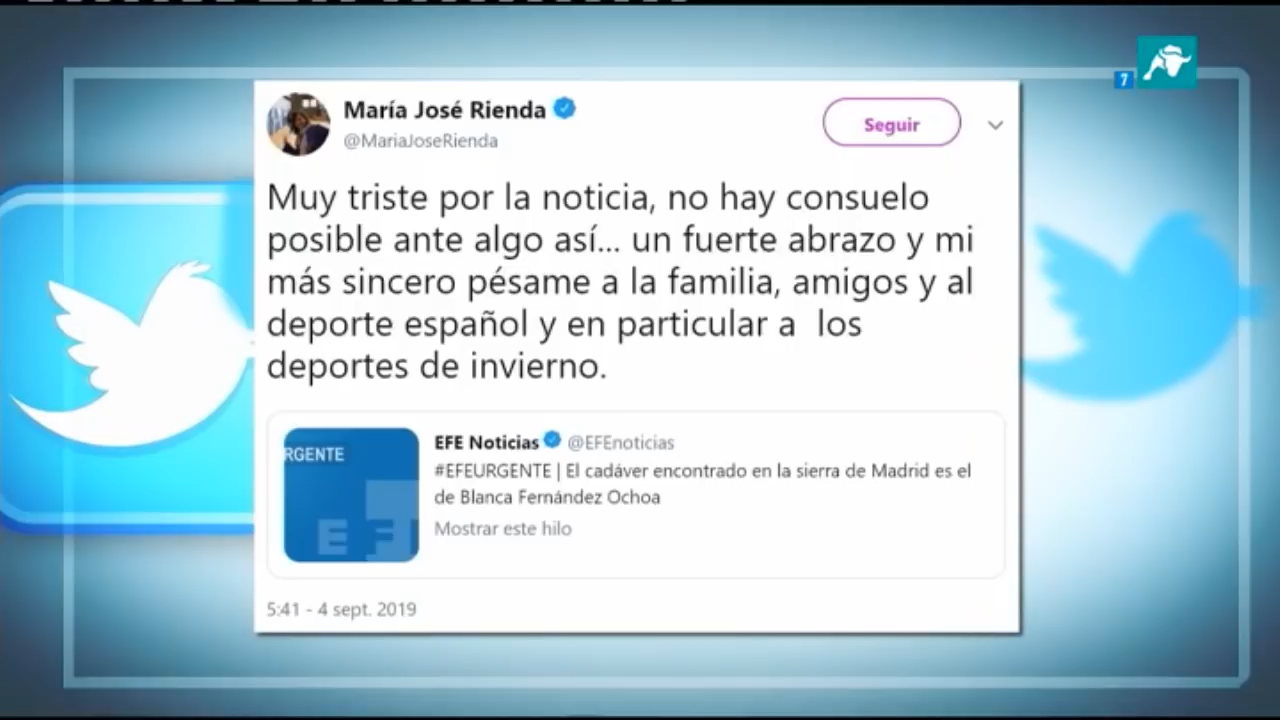 7
María José Rienda
@MariaJoseRienda
Seguir
Muy triste por la noticia, no hay consuelo
posible ante algo así... un fuerte abrazo y mi
más sincero pésame a la familia, amigos y al
deporte español y en particular a  los
deportes de invierno.
RGENTE
EF
EFE Noticias @EFEnoticias
#EFEURGENTE | El cadáver encontrado en la sierra de Madrid es el
de Blanca Fernández Ochoa
Mostrar este hilo
5:41 - 4 sept. 2019